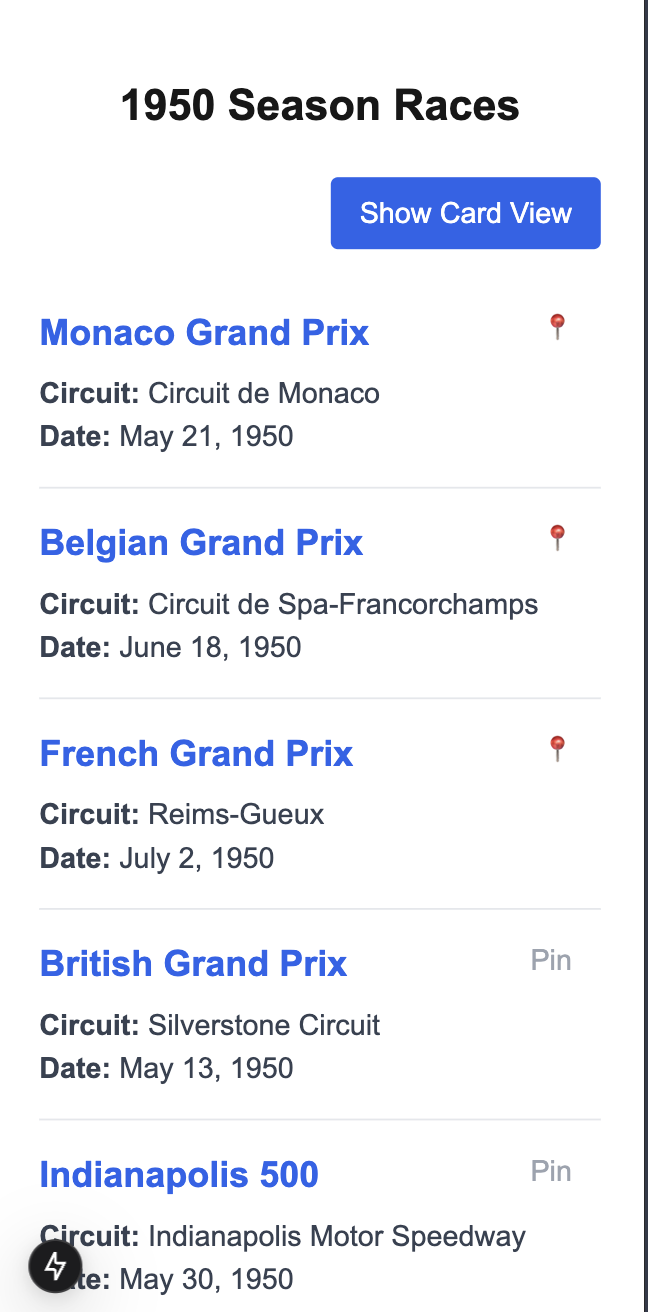 1950 Season Races
Show Card View
Monaco Grand Prix
Circuit: Circuit de Monaco
Date: May 21, 1950
Belgian Grand Prix
Circuit: Circuit de Spa-Francorchamps
Date: June 18, 1950
French Grand Prix
Circuit: Reims-Gueux
Date: July 2, 1950
British Grand Prix Pin
Circuit: Silverstone Circuit
Date: May 13, 1950
Indianapolis 500 Pin
Circuit: Indianapolis Motor Speedway
te: May 30, 1950